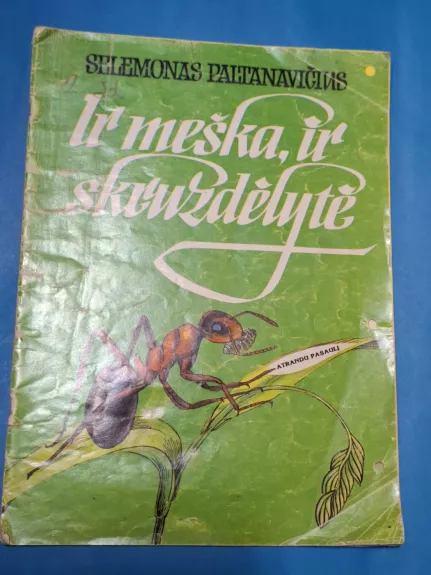 SELEMONAS PALTANAVIČIUS
Ir meška, ir
skruzdėlytė
ATRANDU PASAULĮ